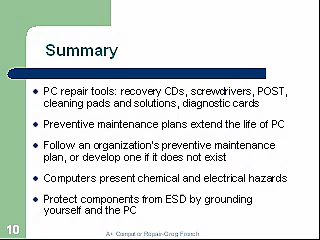 Summary
PC repair tools: recovery CDs, screwdrivers, POST,
cleaning pads and solutions, diagnostic cards
Preventive maintenance plans extend the life of PC
Follow an organization's preventive maintenance
plan, or develop one if it does not exist
Computers present chemical and electrical hazards
Protect components from ESD by grounding
yourself and the PC
10
A+ Computer Repair-Greg French